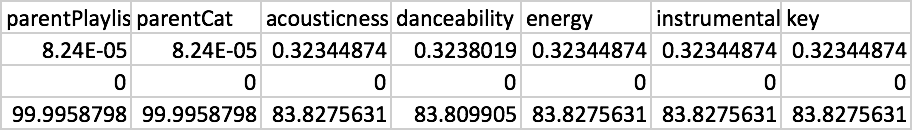 parentPlaylis parentCat acousticness danceability energy instrumental key
8.24E-05 8.24E-05 0.32344874 0.3238019 0.32344874 0.32344874 0.32344874
0 0 0 0 0 0 0
99.9958798 99.9958798 83.8275631 83.809905 83.8275631 83.8275631 83.8275631